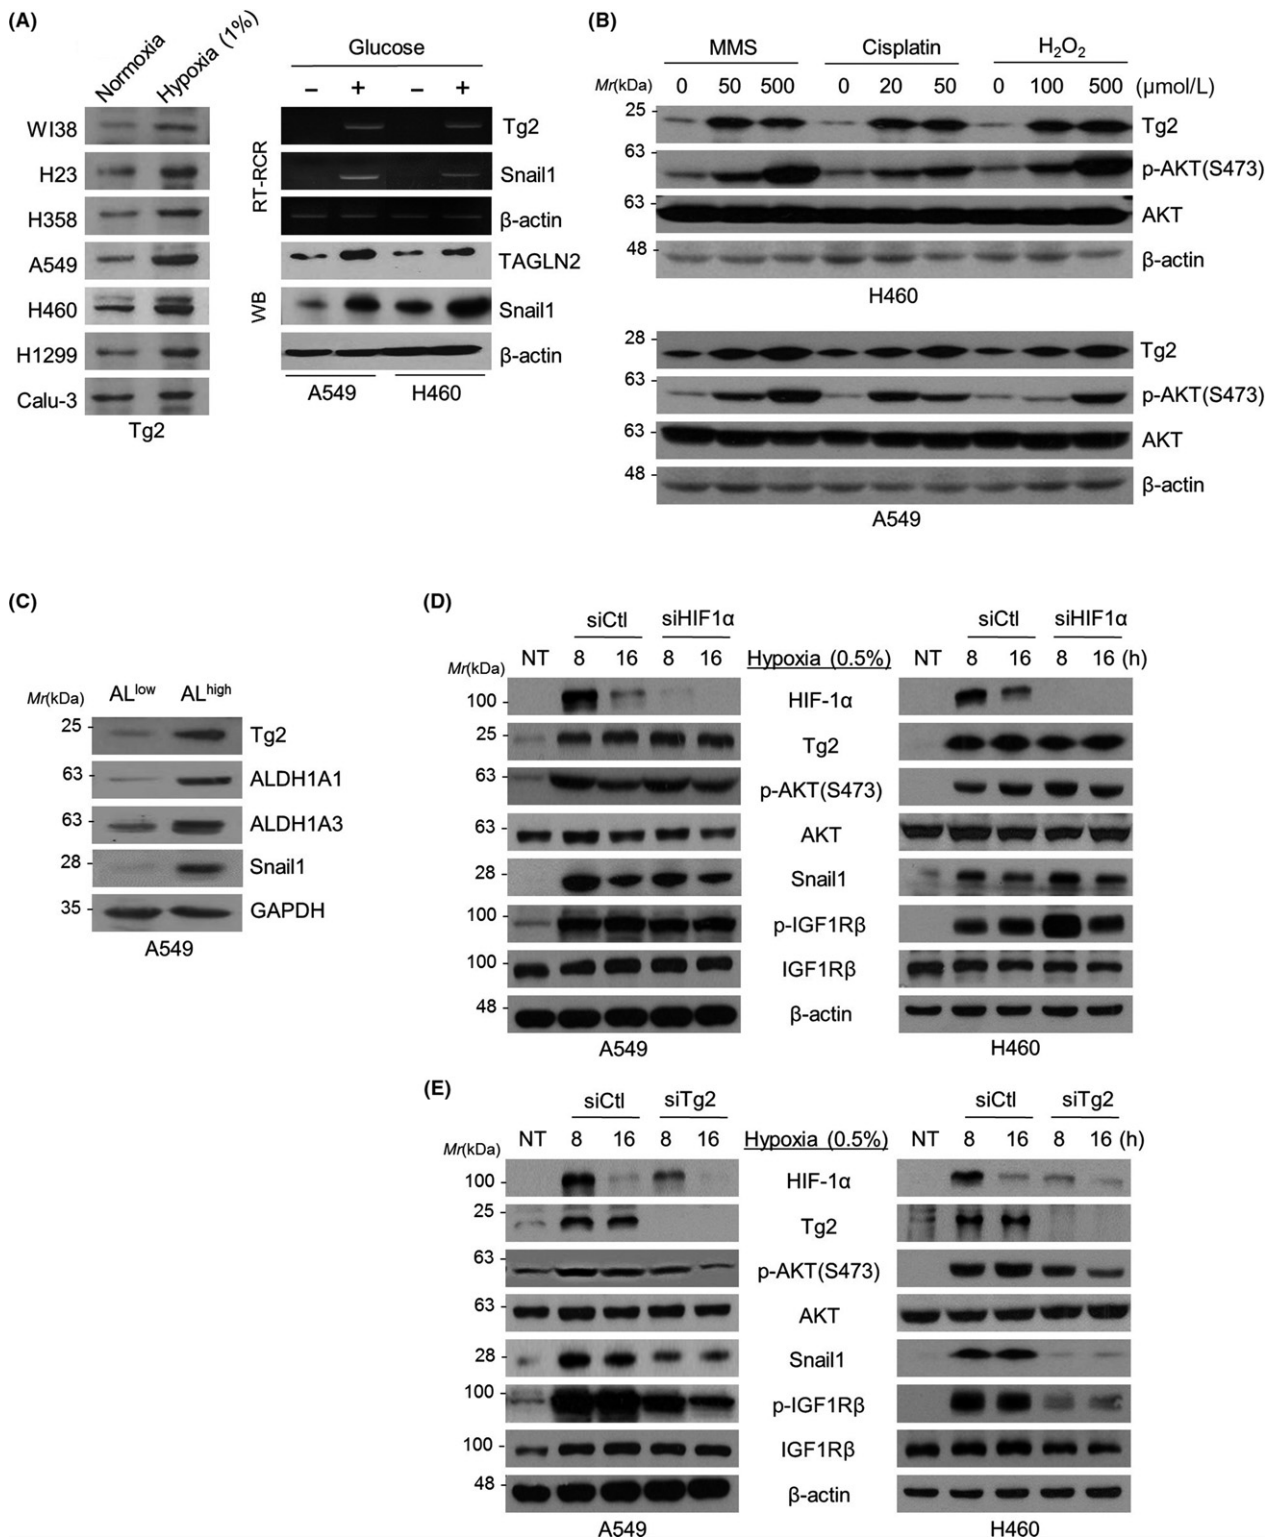 (A)
Normoxia
Hypoxia (1%)
WI38
H23
H358
A549
H460
H1299
Calu-3
Tg2
Glucose
– + – +
RT-RCR
Tg2
Snail1
β-actin
WB
TAGLN2
Snail1
β-actin
A549 H460
(B)
MMS Cisplatin H₂O₂
Mr(kDa) 0 50 500 0 20 50 0 100 500 (μmol/L)
25 Tg2
63 p-AKT(S473)
63 AKT
48 β-actin
H460
28 Tg2
63 p-AKT(S473)
63 AKT
48 β-actin
A549
(C)
Mr(kDa) ALlow ALhigh
25 Tg2
63 ALDH1A1
63 ALDH1A3
28 Snail1
35 GAPDH
A549
(D)
siCtl siHIF1α siCtl siHIF1α
Mr(kDa) NT 8 16 8 16 Hypoxia (0.5%) NT 8 16 8 16 (h)
100 HIF-1α
25 Tg2
63 p-AKT(S473)
63 AKT
28 Snail1
100 p-IGF1Rβ
100 IGF1Rβ
48 β-actin
A549 H460
(E)
siCtl siTg2 siCtl siTg2
Mr(kDa) NT 8 16 8 16 Hypoxia (0.5%) NT 8 16 8 16 (h)
100 HIF-1α
25 Tg2
63 p-AKT(S473)
63 AKT
28 Snail1
100 p-IGF1Rβ
100 IGF1Rβ
48 β-actin
A549 H460